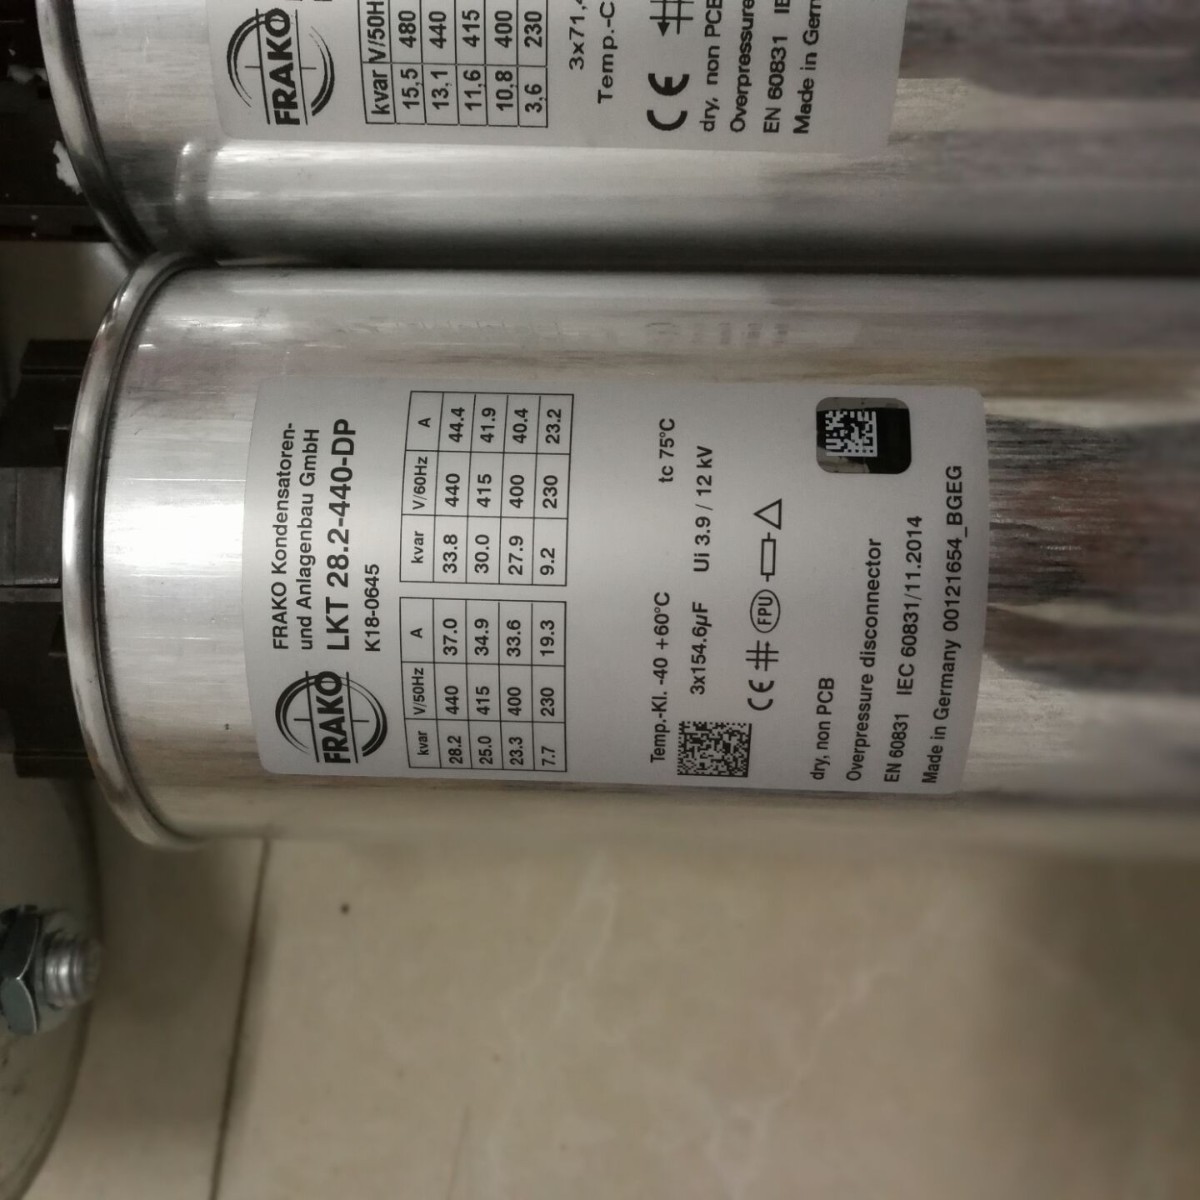 FRAKO
kvar V/50H
15.5 480
13.1 440
11.6 415
10.8 400
3.6 230
3x71,4
Temp.-
CE
dry, non PCB
Overpressure
EN 60831
Made in Germ
FRAKO Kondensatoren-
und Anlagenbau GmbH
FRAKO
LKT 28.2-440-DP
K18-0645
kvar V/50Hz A kvar V/60Hz A
28.2 440 37.0 33.8 440 44.4
25.0 415 34.9 30.0 415 41.9
23.3 400 33.6 27.9 400 40.4
7.7 230 19.3 9.2 230 23.2
Temp.-Kl. -40 +60°C tc 75°C
3x154.6µF Ui 3.9 / 12 kV
CE FPU
dry, non PCB
Overpressure disconnector
EN 60831 IEC 60831/11.2014
Made in Germany 00121654_BGEG